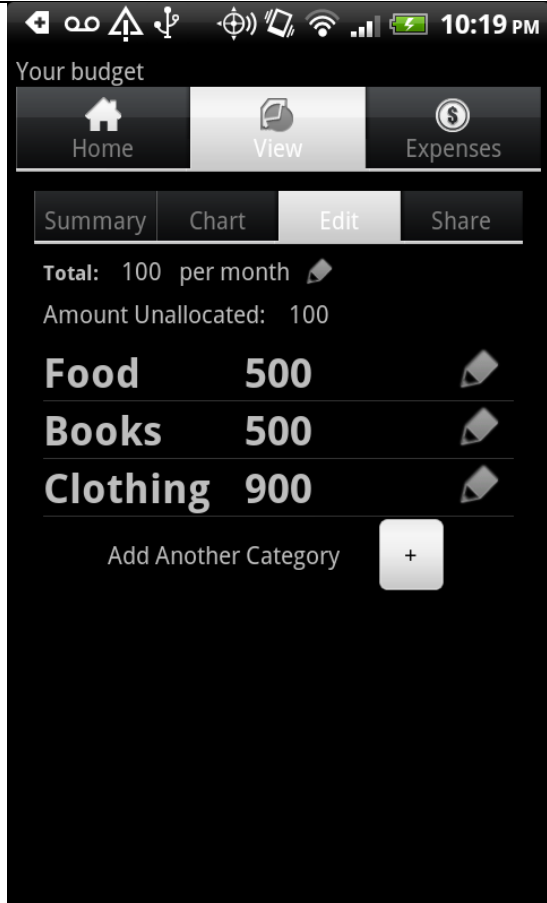 10:19 PM
Your budget
Home View Expenses
Summary Chart Edit Share
Total: 100 per month
Amount Unallocated: 100
Food 500
Books 500
Clothing 900
Add Another Category +